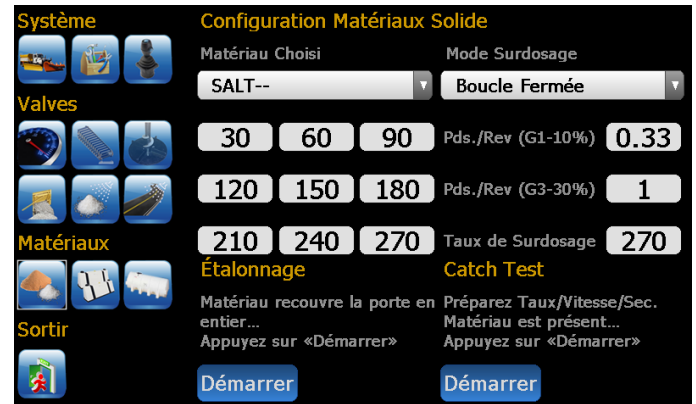 Système
Configuration Matériaux Solide
Matériau Choisi
Mode Surdosage
SALT--
Boucle Fermée
Valves
30 60 90 Pds./Rev (G1-10%) 0.33
120 150 180 Pds./Rev (G3-30%) 1
Matériaux
210 240 270 Taux de Surdosage 270
Étalonnage
Matériau recouvre la porte en
entier...
Appuyez sur «Démarrer»
Démarrer
Catch Test
Préparez Taux/Vitesse/Sec.
Matériau est présent...
Appuyez sur «Démarrer»
Démarrer
Sortir